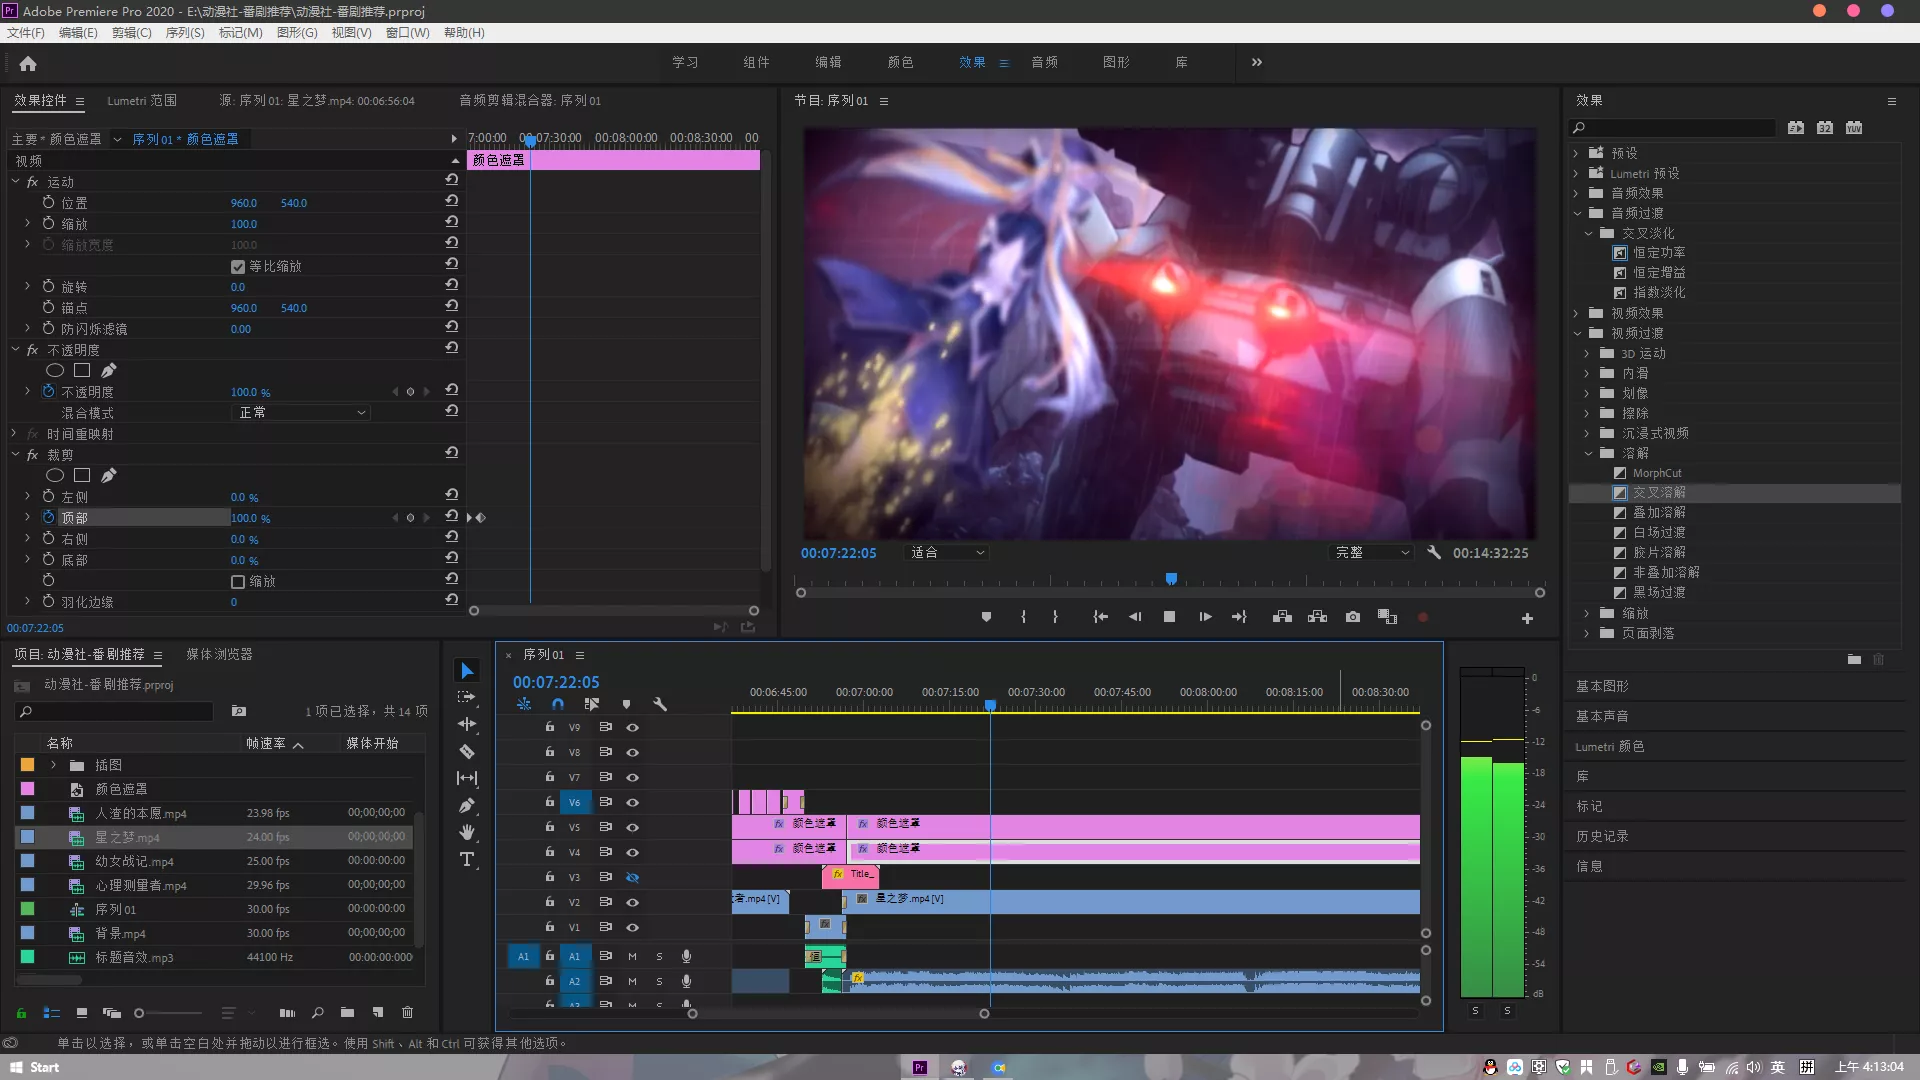 Adobe Premiere Pro 2020 - E:\动漫社-番剧推荐\动漫社-番剧推荐.prproj
文件(F) 编辑(E) 剪辑(C) 序列(S) 标记(M) 图形(G) 视图(V) 窗口(W) 帮助(H)
学习 组件 编辑 颜色 效果 音频 图形 库
效果控件 Lumetri 范围 源: 序列 01: 星之梦.mp4: 00:06:56:04 音频剪辑混合器: 序列 01
主要 * 颜色遮罩 序列 01 * 颜色遮罩
7:00:00 00:07:30:00 00:08:00:00 00:08:30:00 00
视频
颜色遮罩
fx 运动
位置 960.0 540.0
缩放 100.0
缩放宽度 100.0
等比缩放
旋转 0.0
锚点 960.0 540.0
防闪烁滤镜 0.00
fx 不透明度
不透明度 100.0 %
混合模式 正常
fx 时间重映射
fx 裁剪
左侧 0.0 %
顶部 100.0 %
右侧 0.0 %
底部 0.0 %
缩放
羽化边缘 0
00:07:22:05
节目: 序列 01
00:07:22:05 适合 完整 00:14:32:25
效果
32 YUV
预设
Lumetri 预设
音频效果
音频过渡
交叉淡化
恒定功率
恒定增益
指数淡化
视频效果
视频过渡
3D 运动
内滑
划像
擦除
沉浸式视频
溶解
MorphCut
交叉溶解
叠加溶解
白场过渡
胶片溶解
非叠加溶解
黑场过渡
缩放
页面剥落
基本图形
基本声音
Lumetri 颜色
库
标记
历史记录
信息
项目: 动漫社-番剧推荐 媒体浏览器
动漫社-番剧推荐.prproj
1 项已选择，共 14 项
名称 帧速率 媒体开始
插图
颜色遮罩
人渣的本愿.mp4 23.98 fps 00;00;00;00
星之梦.mp4 24.00 fps 00;00;00;00
幼女战记.mp4 25.00 fps 00:00:00:00
心理测量者.mp4 29.96 fps 00;00;00;00
序列 01 30.00 fps 00:00:00:00
背景.mp4 30.00 fps 00;00;00;00
标题音效.mp3 44100 Hz 00:00:00:000
序列 01
00:07:22:05
00:06:45:00 00:07:00:00 00:07:15:00 00:07:30:00 00:07:45:00 00:08:00:00 00:08:15:00 00:08:30:00
V9
V8
V7
V6
V5 fx 颜色遮罩 fx 颜色遮罩
V4 fx 颜色遮罩 fx 颜色遮罩
V3 fx Title_
V2 者.mp4 [V] fx 星之梦.mp4 [V]
V1 fx
A1 A1 M S
A2 M S fx
A3 M S
0
-6
-12
-18
-24
-30
-36
-42
-48
-54
dB
S S
单击以选择，或单击空白处并拖动以进行框选。使用 Shift、Alt 和 Ctrl 可获得其他选项。
Start Pr 英 拼 上午 4:13:04